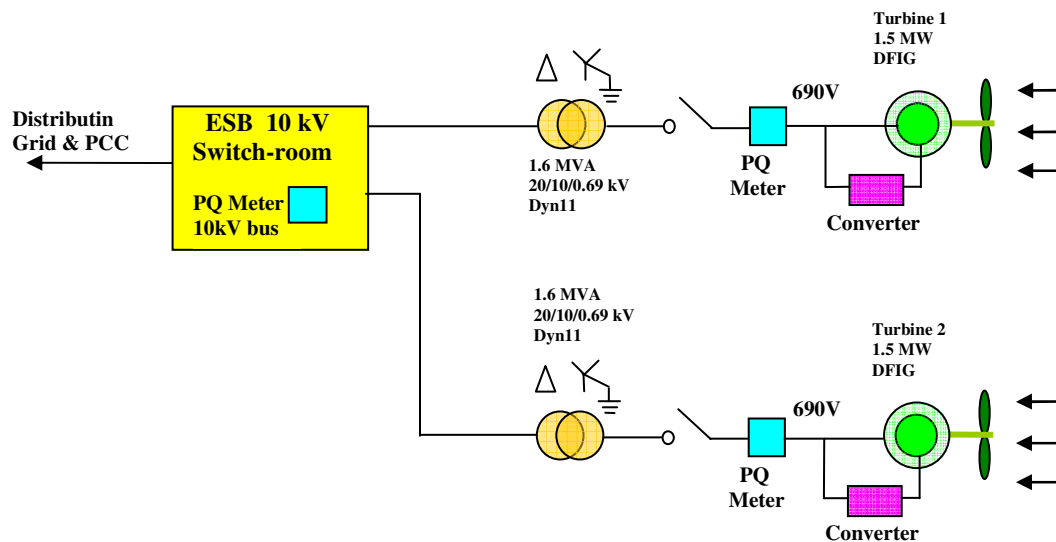 Distributin
Grid & PCC
ESB 10 kV
Switch-room
PQ Meter
10kV bus
1.6 MVA
20/10/0.69 kV
Dyn11
690V
PQ
Meter
Turbine 1
1.5 MW
DFIG
Converter
1.6 MVA
20/10/0.69 kV
Dyn11
690V
PQ
Meter
Turbine 2
1.5 MW
DFIG
Converter